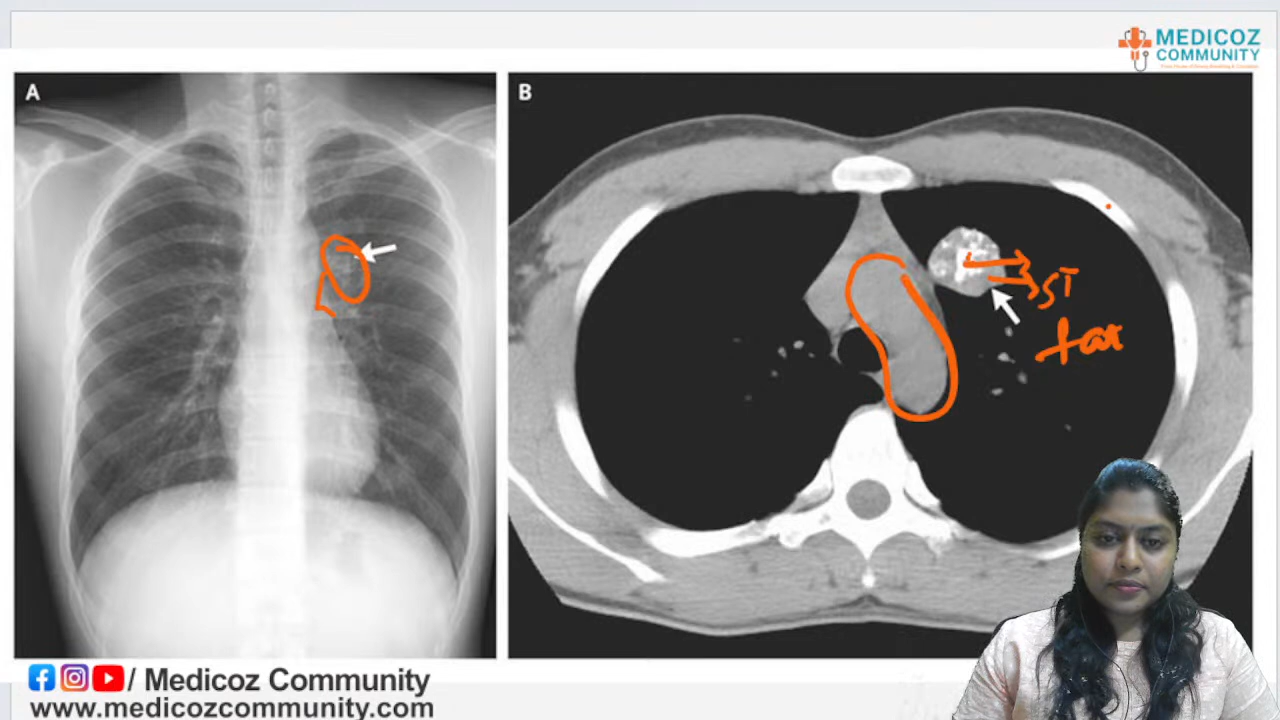 MEDICOZ
COMMUNITY
A
B
ST
fat
/ Medicoz Community
www.medicozcommunity.com